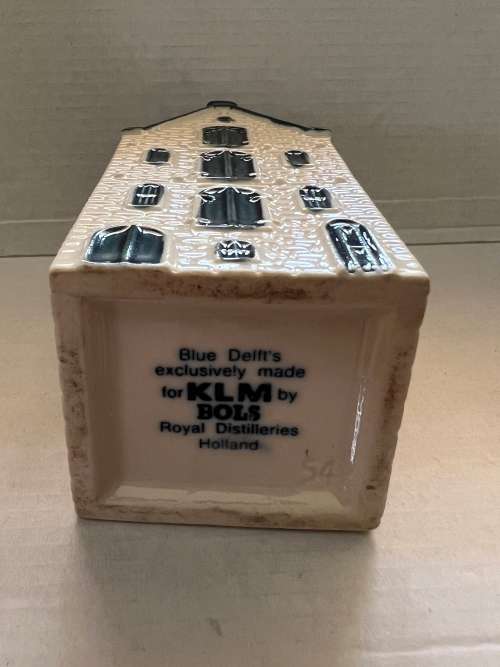 Blue Delft's
exclusively made
for KLM by
BOLS
Royal Distilleries
Holland
54